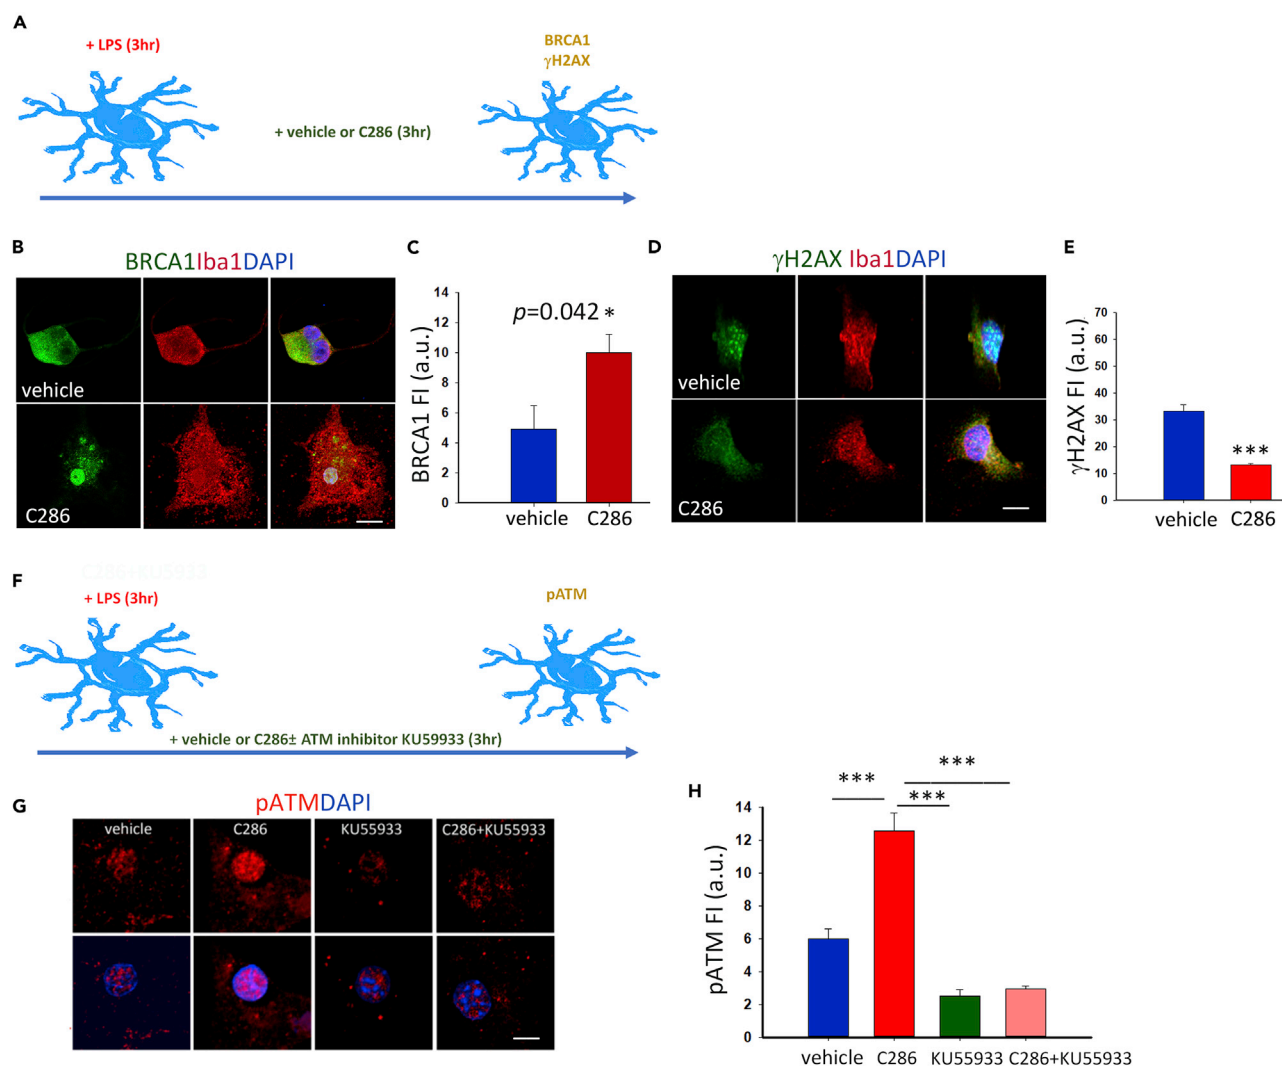 A
+ LPS (3hr)
BRCA1
γH2AX
+ vehicle or C286 (3hr)
B
BRCA1Iba1DAPI
vehicle
C286
C
14
12
10
8
6
4
2
0
BRCA1 FI (a.u.)
p=0.042 *
vehicle
C286
D
γH2AX Iba1DAPI
vehicle
C286
E
70
60
50
40
30
20
10
0
γH2AX FI (a.u.)
***
vehicle
C286
F
C286+KU5933
+ LPS (3hr)
pATM
+ vehicle or C286± ATM inhibitor KU59933 (3hr)
G
pATMDAPI
vehicle
C286
KU55933
C286+KU55933
H
***
***
***
14
12
10
8
6
4
2
0
pATM FI (a.u.)
vehicle
C286
KU55933
C286+KU55933